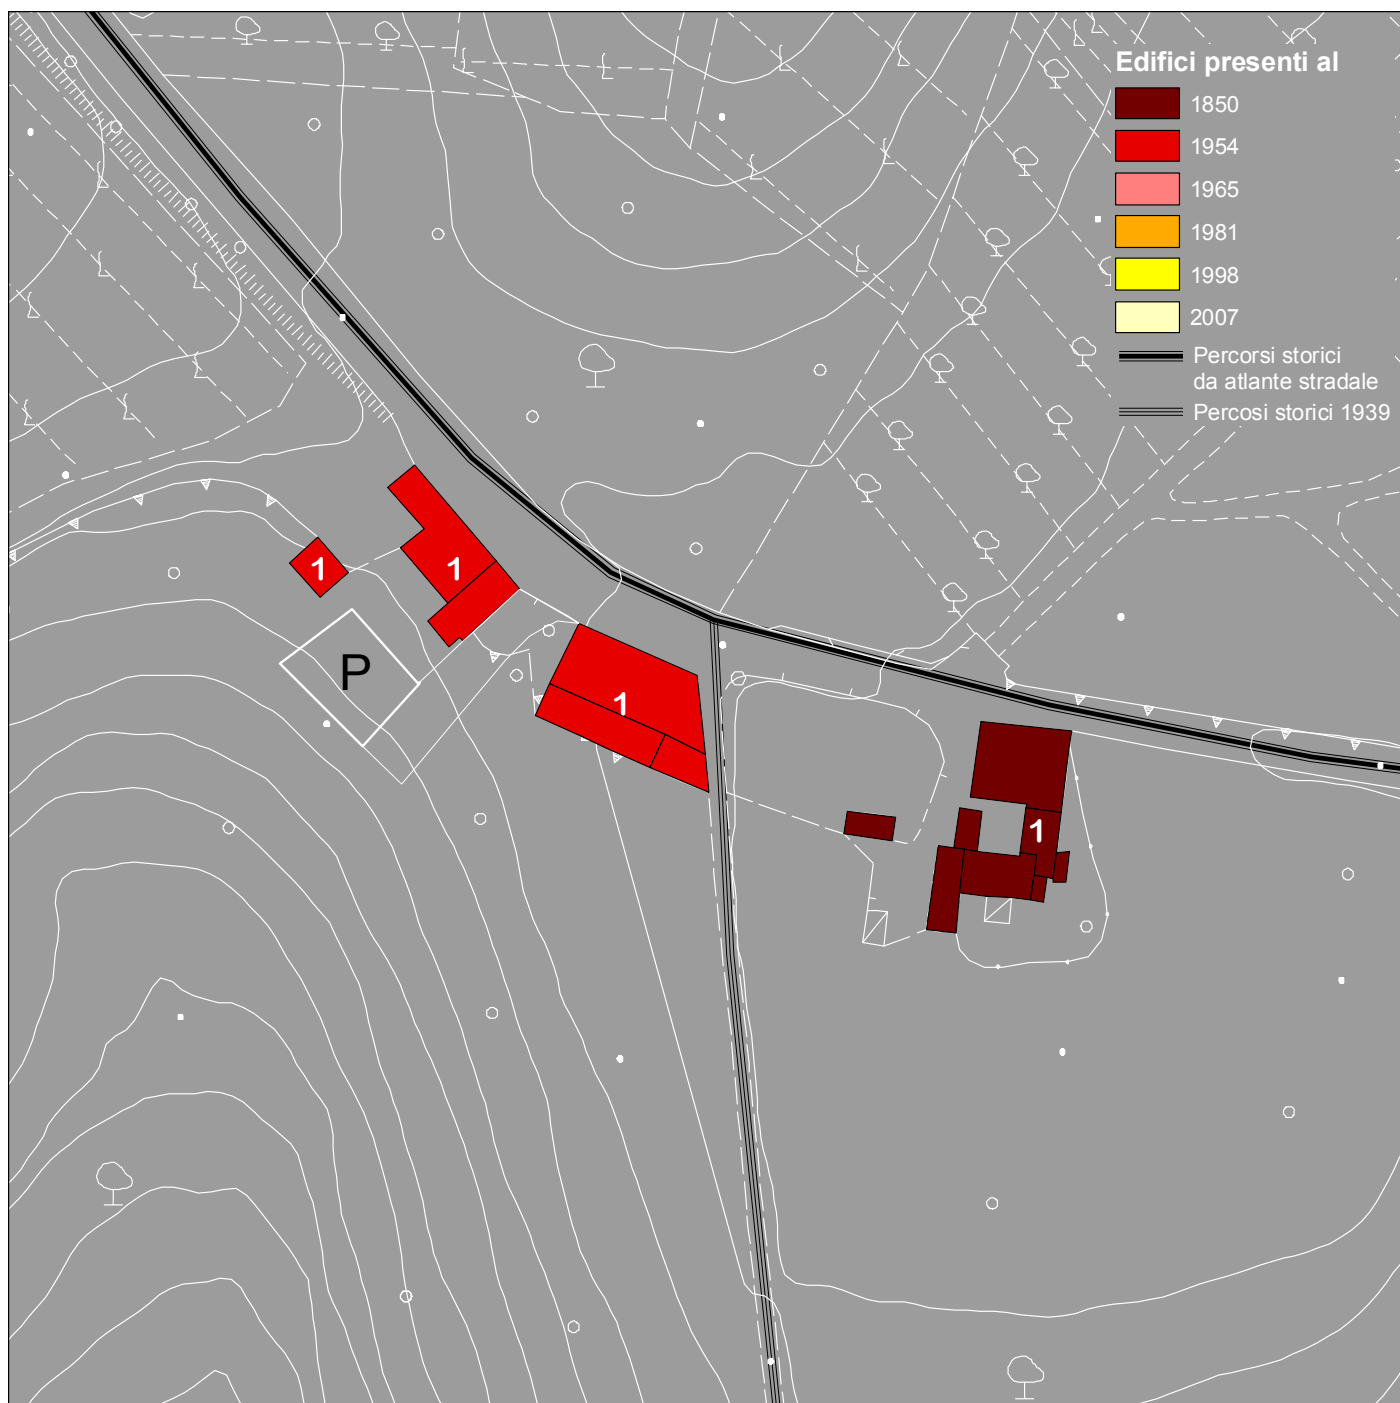 Edifici presenti al
1850
1954
1965
1981
1998
2007
Percorsi storici
da atlante stradale
Percosi storici 1939
1
1
P
1
1